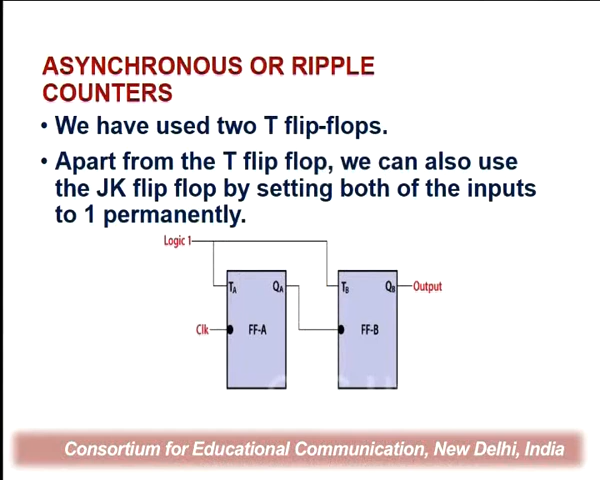 ASYNCHRONOUS OR RIPPLE
COUNTERS
• We have used two T flip-flops.
• Apart from the T flip flop, we can also use
the JK flip flop by setting both of the inputs
to 1 permanently.
Logic 1
TA QA TB QB Output
Clk FF-A FF-B
Consortium for Educational Communication, New Delhi, India